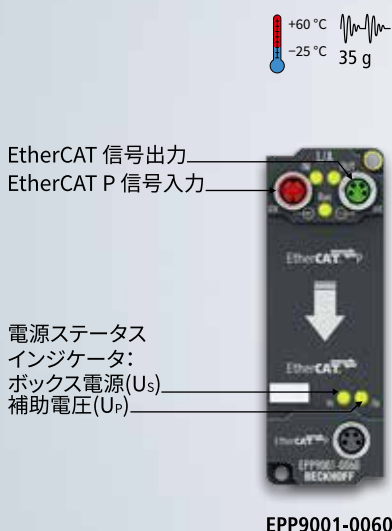 +60 °C
−25 °C
35 g
EtherCAT 信号出力
EtherCAT P 信号入力
EtherCAT P
電源ステータス
インジケータ：
ボックス電源(Us)
補助電圧(UP)
EtherCAT
EtherCAT P
EPP9001-0060
BECKHOFF
EPP9001-0060